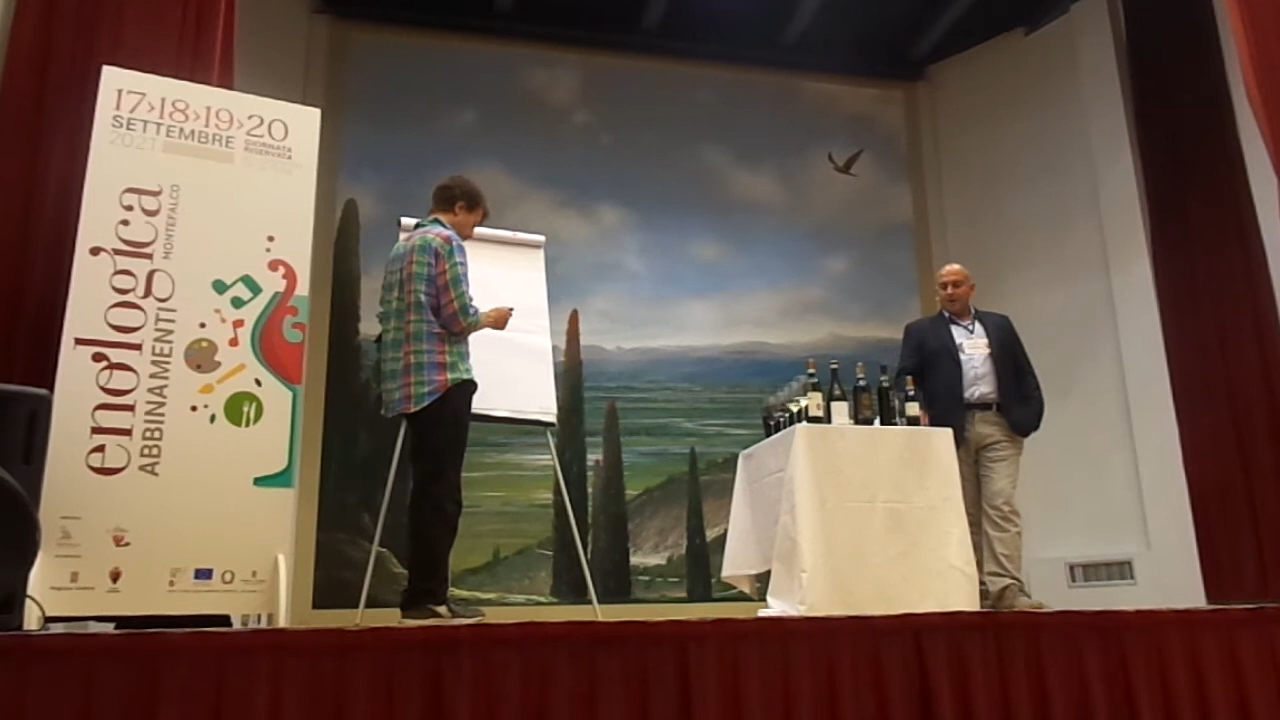 17›18›19›20
SETTEMBRE
2021
GIORNATA
RISERVATA
enologica
MONTEFALCO
ABBINAMENTI